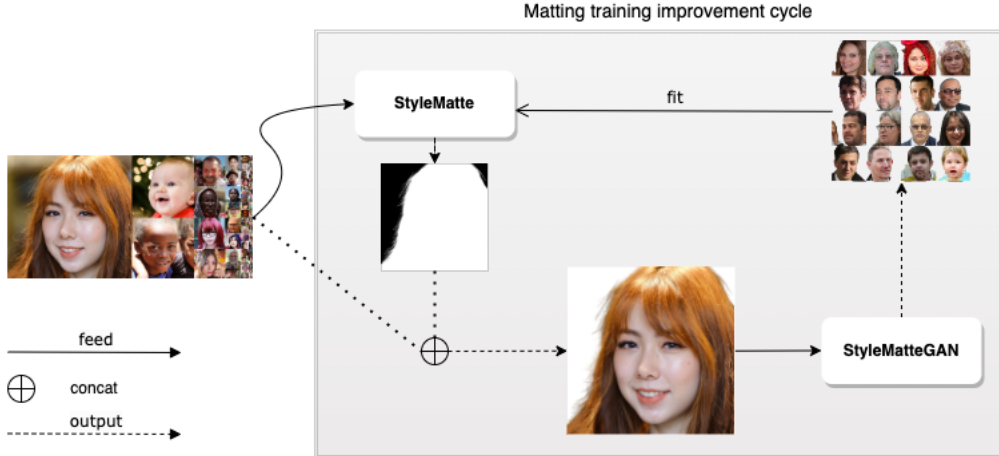 Matting training improvement cycle
StyleMatte
fit
feed
concat
output
StyleMatteGAN